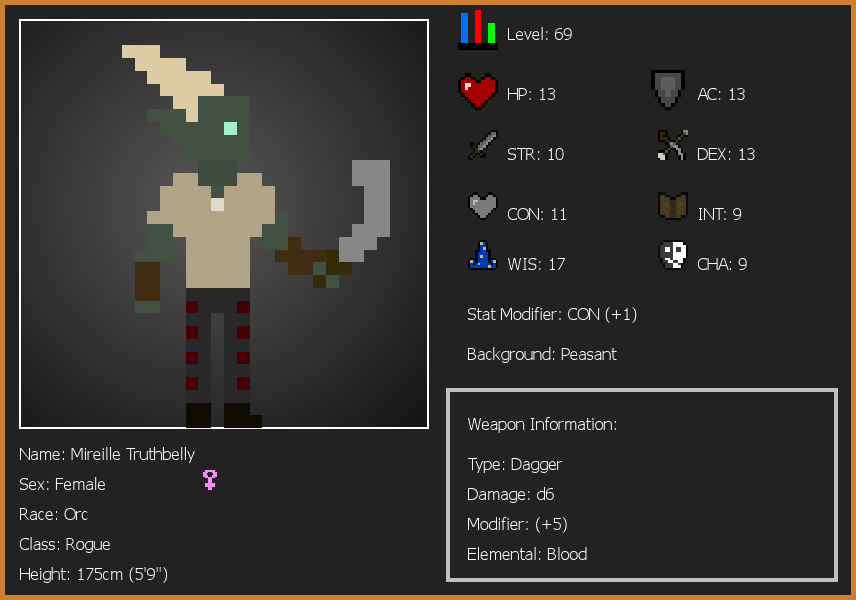 Level: 69
HP: 13
AC: 13
STR: 10
DEX: 13
CON: 11
INT: 9
WIS: 17
CHA: 9
Stat Modifier: CON (+1)
Background: Peasant
Weapon Information:
Type: Dagger
Damage: d6
Modifier: (+5)
Elemental: Blood
Name: Mireille Truthbelly
Sex: Female
Race: Orc
Class: Rogue
Height: 175cm (5'9")